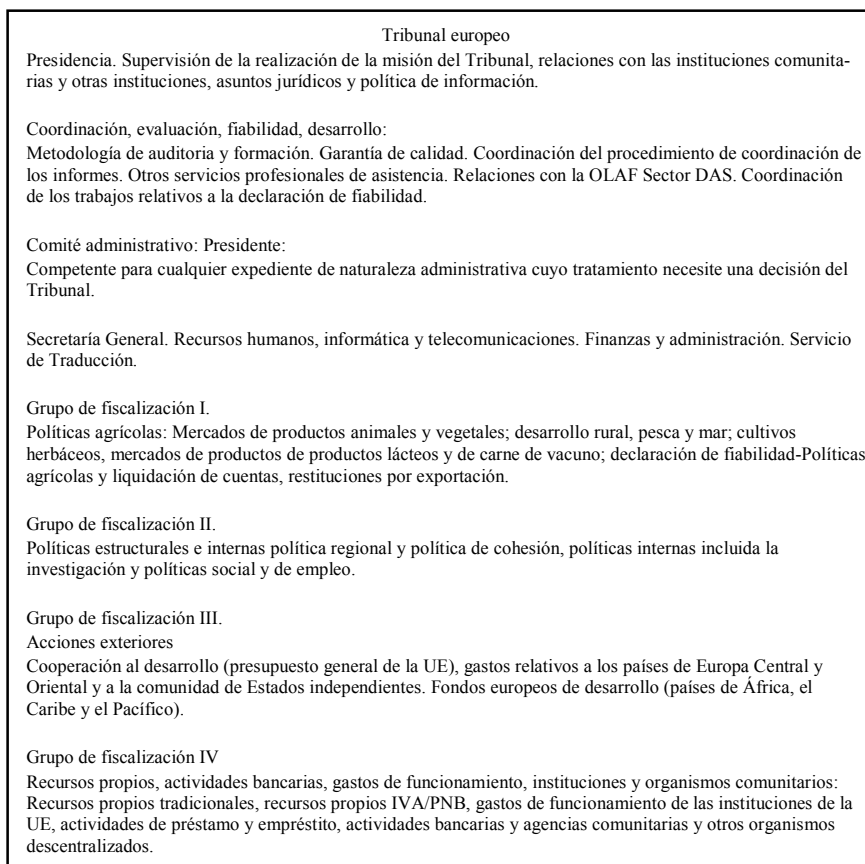 Tribunal europeo
Presidencia. Supervisión de la realización de la misión del Tribunal, relaciones con las instituciones comunita-
rias y otras instituciones, asuntos jurídicos y política de información.
Coordinación, evaluación, fiabilidad, desarrollo:
Metodología de auditoria y formación. Garantía de calidad. Coordinación del procedimiento de coordinación de
los informes. Otros servicios profesionales de asistencia. Relaciones con la OLAF Sector DAS. Coordinación
de los trabajos relativos a la declaración de fiabilidad.
Comité administrativo: Presidente:
Competente para cualquier expediente de naturaleza administrativa cuyo tratamiento necesite una decisión del
Tribunal.
Secretaría General. Recursos humanos, informática y telecomunicaciones. Finanzas y administración. Servicio
de Traducción.
Grupo de fiscalización I.
Políticas agrícolas: Mercados de productos animales y vegetales; desarrollo rural, pesca y mar; cultivos
herbáceos, mercados de productos de productos lácteos y de carne de vacuno; declaración de fiabilidad-Políticas
agrícolas y liquidación de cuentas, restituciones por exportación.
Grupo de fiscalización II.
Políticas estructurales e internas política regional y política de cohesión, políticas internas incluida la
investigación y políticas social y de empleo.
Grupo de fiscalización III.
Acciones exteriores
Cooperación al desarrollo (presupuesto general de la UE), gastos relativos a los países de Europa Central y
Oriental y a la comunidad de Estados independientes. Fondos europeos de desarrollo (países de África, el
Caribe y el Pacífico).
Grupo de fiscalización IV
Recursos propios, actividades bancarias, gastos de funcionamiento, instituciones y organismos comunitarios:
Recursos propios tradicionales, recursos propios IVA/PNB, gastos de funcionamiento de las instituciones de la
UE, actividades de préstamo y empréstito, actividades bancarias y agencias comunitarias y otros organismos
descentralizados.